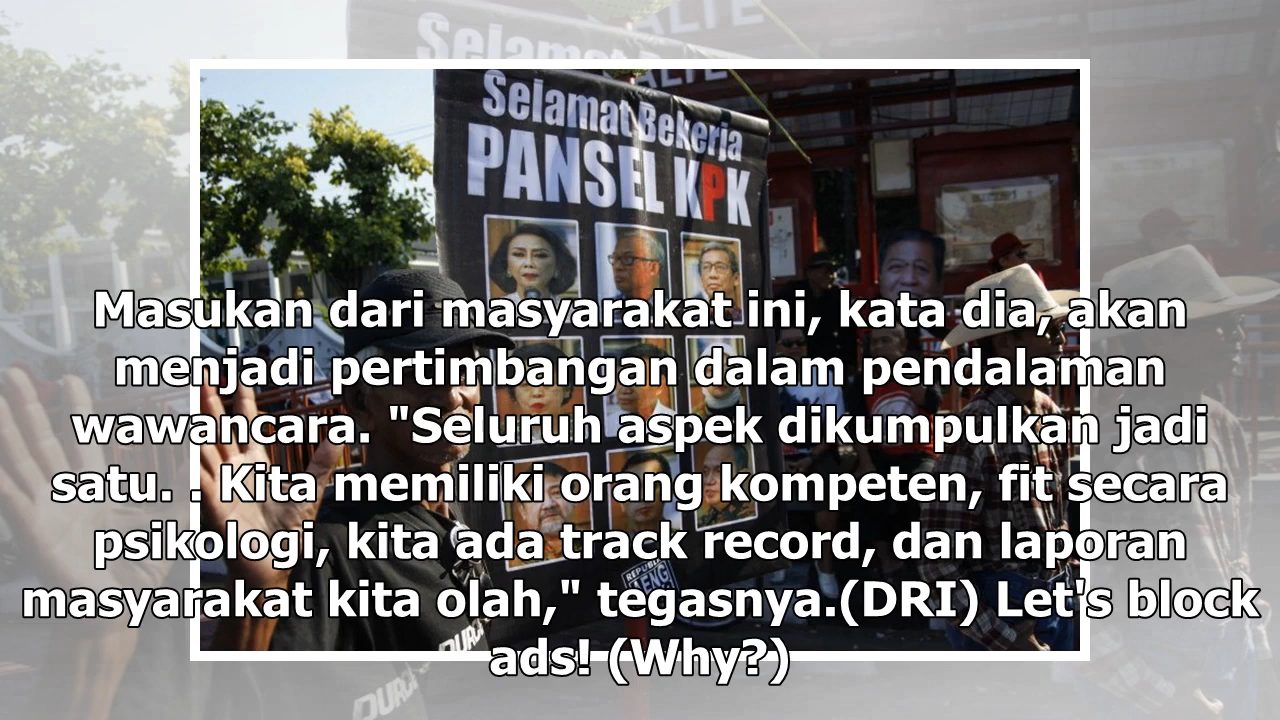 Selamat Bekerja
PANSEL KPK
Masukan dari masyarakat ini, kata dia, akan
menjadi pertimbangan dalam pendalaman
wawancara. "Seluruh aspek dikumpulkan jadi
satu. . Kita memiliki orang kompeten, fit secara
psikologi, kita ada track record, dan laporan
masyarakat kita olah," tegasnya.(DRI) Let's block
ads! (Why?)